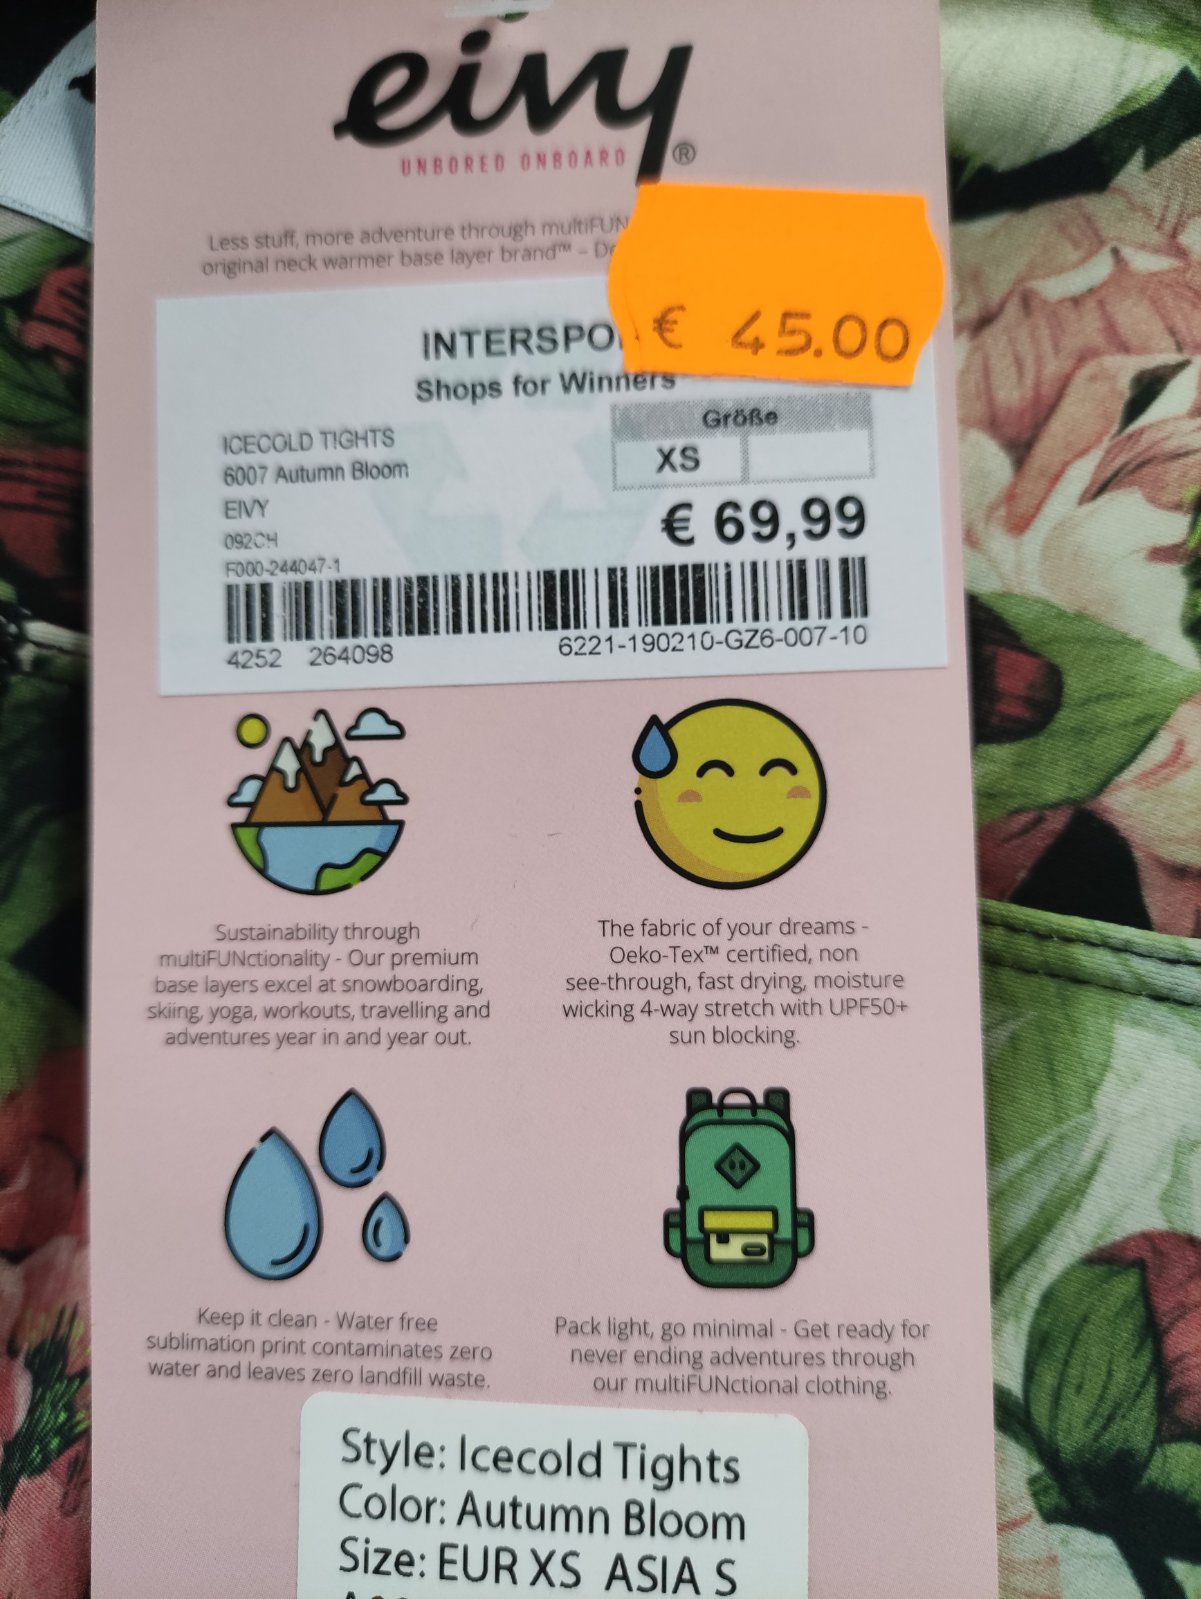 eivy
UNBORED ONBOARD ®
Less stuff, more adventure through multiFUN
original neck warmer base layer brand™ –
€ 45.00
INTERSPO
Shops for Winners
Größe
XS
ICECOLD TIGHTS
6007 Autumn Bloom
EIVY
092CH
F000-244047-1
€ 69,99
4252 264098
6221-190210-GZ6-007-10
Sustainability through
multiFUNctionality - Our premium
base layers excel at snowboarding,
skiing, yoga, workouts, travelling and
adventures year in and year out.
The fabric of your dreams -
Oeko-Tex™ certified, non
see-through, fast drying, moisture
wicking 4-way stretch with UPF50+
sun blocking.
Keep it clean - Water free
sublimation print contaminates zero
water and leaves zero landfill waste.
Pack light, go minimal - Get ready for
never ending adventures through
our multiFUNctional clothing.
Style: Icecold Tights
Color: Autumn Bloom
Size: EUR XS ASIA S